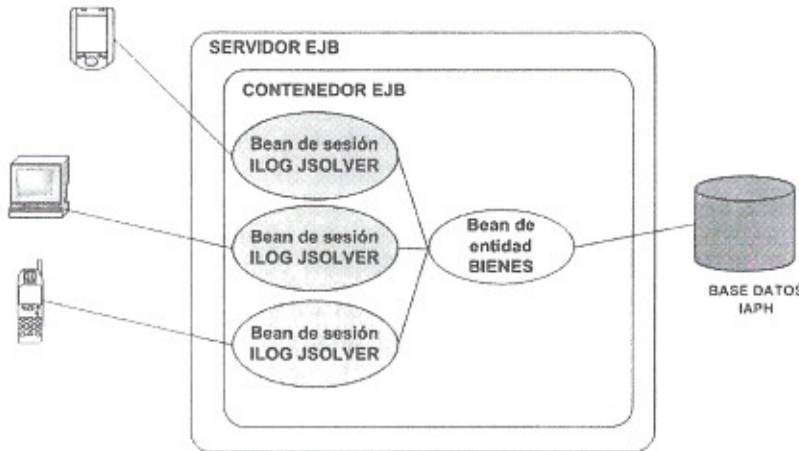 SERVIDOR EJB
CONTENEDOR EJB
Bean de sesión
ILOG JSOLVER
Bean de sesión
ILOG JSOLVER
Bean de sesión
ILOG JSOLVER
Bean de
entidad
BIENES
BASE DATOS
IAPH